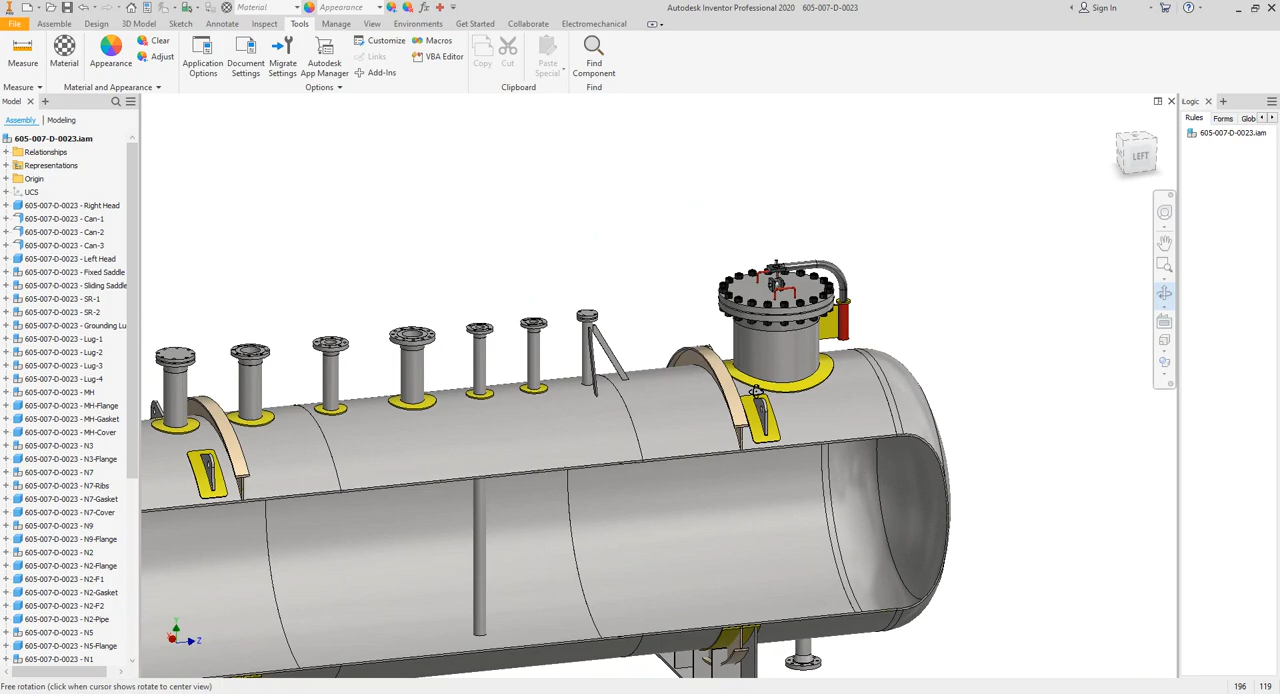 Material
Appearance
Autodesk Inventor Professional 2020 605-007-D-0023
Sign In
File Assemble Design 3D Model Sketch Annotate Inspect Tools Manage View Environments Get Started Collaborate Electromechanical
Measure
Material
Appearance
Clear
Adjust
Application Options
Document Settings
Migrate Settings
Autodesk App Manager
Customize
Links
Add-Ins
Macros
VBA Editor
Copy
Cut
Paste Special
Find Component
Measure
Material and Appearance
Options
Clipboard
Find
Model
Assembly Modeling
605-007-D-0023.iam
Relationships
Representations
Origin
UCS
605-007-D-0023 - Right Head
605-007-D-0023 - Can-1
605-007-D-0023 - Can-2
605-007-D-0023 - Can-3
605-007-D-0023 - Left Head
605-007-D-0023 - Fixed Saddle
605-007-D-0023 - Sliding Saddle
605-007-D-0023 - SR-1
605-007-D-0023 - SR-2
605-007-D-0023 - Grounding Lu
605-007-D-0023 - Lug-1
605-007-D-0023 - Lug-2
605-007-D-0023 - Lug-3
605-007-D-0023 - Lug-4
605-007-D-0023 - MH
605-007-D-0023 - MH-Flange
605-007-D-0023 - MH-Gasket
605-007-D-0023 - MH-Cover
605-007-D-0023 - N3
605-007-D-0023 - N3-Flange
605-007-D-0023 - N7
605-007-D-0023 - N7-Ribs
605-007-D-0023 - N7-Gasket
605-007-D-0023 - N7-Cover
605-007-D-0023 - N9
605-007-D-0023 - N9-Flange
605-007-D-0023 - N2
605-007-D-0023 - N2-Flange
605-007-D-0023 - N2-F1
605-007-D-0023 - N2-Gasket
605-007-D-0023 - N2-F2
605-007-D-0023 - N2-Pipe
605-007-D-0023 - N5
605-007-D-0023 - N5-Flange
605-007-D-0023 - N1
LEFT
Y
Z
iLogic
Rules Forms Glob
605-007-D-0023.iam
Free rotation (click when cursor shows rotate to center view)
196 119